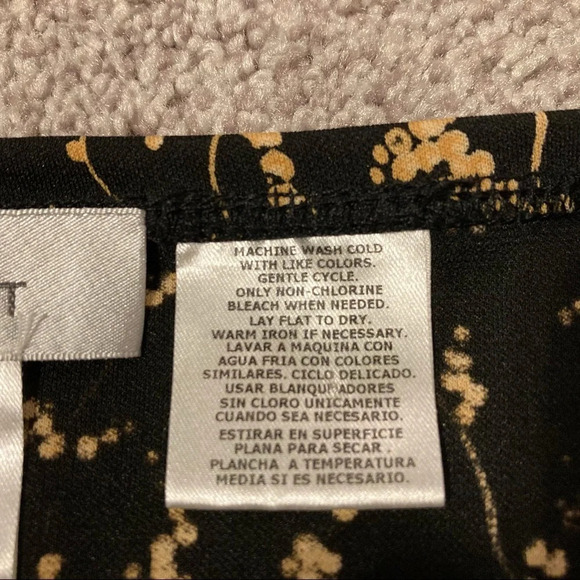 T
MACHINE WASH COLD
WITH LIKE COLORS.
GENTLE CYCLE.
ONLY NON-CHLORINE
BLEACH WHEN NEEDED.
LAY FLAT TO DRY.
WARM IRON IF NECESSARY.
LAVAR A MAQUINA CON
AGUA FRIA CON COLORES
SIMILARES. CICLO DELICADO.
USAR BLANQUEADORES
SIN CLORO UNICAMENTE
CUANDO SEA NECESARIO.
ESTIRAR EN SUPERFICIE
PLANA PARA SECAR .
PLANCHA A TEMPERATURA
MEDIA SI ES NECESARIO.